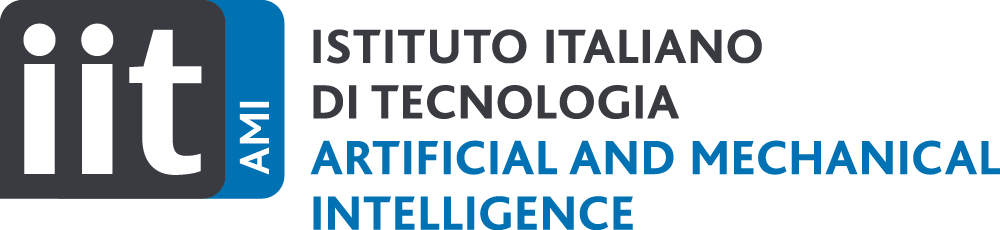 iit
AMI
ISTITUTO ITALIANO
DI TECNOLOGIA
ARTIFICIAL AND MECHANICAL
INTELLIGENCE